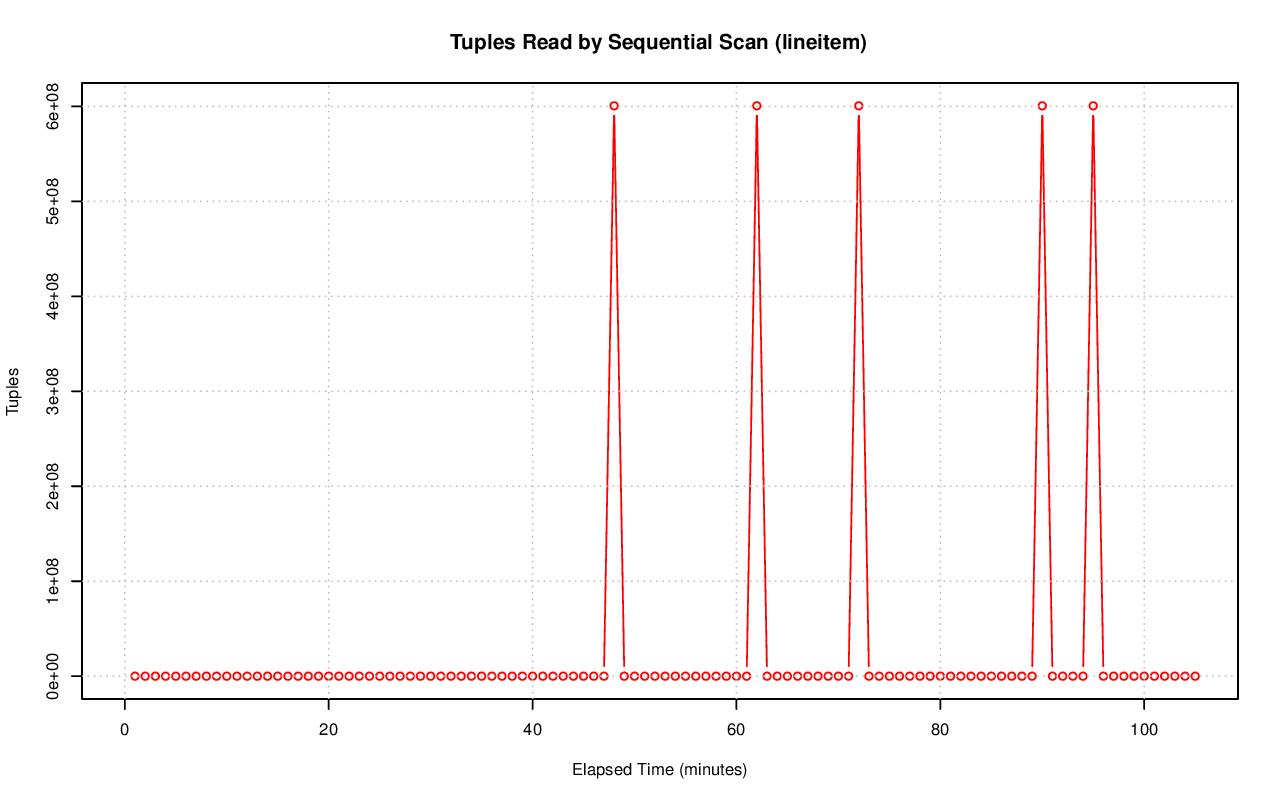 Tuples Read by Sequential Scan (lineitem)
6e+08
5e+08
4e+08
3e+08
2e+08
1e+08
0e+00
Tuples
0 20 40 60 80 100
Elapsed Time (minutes)